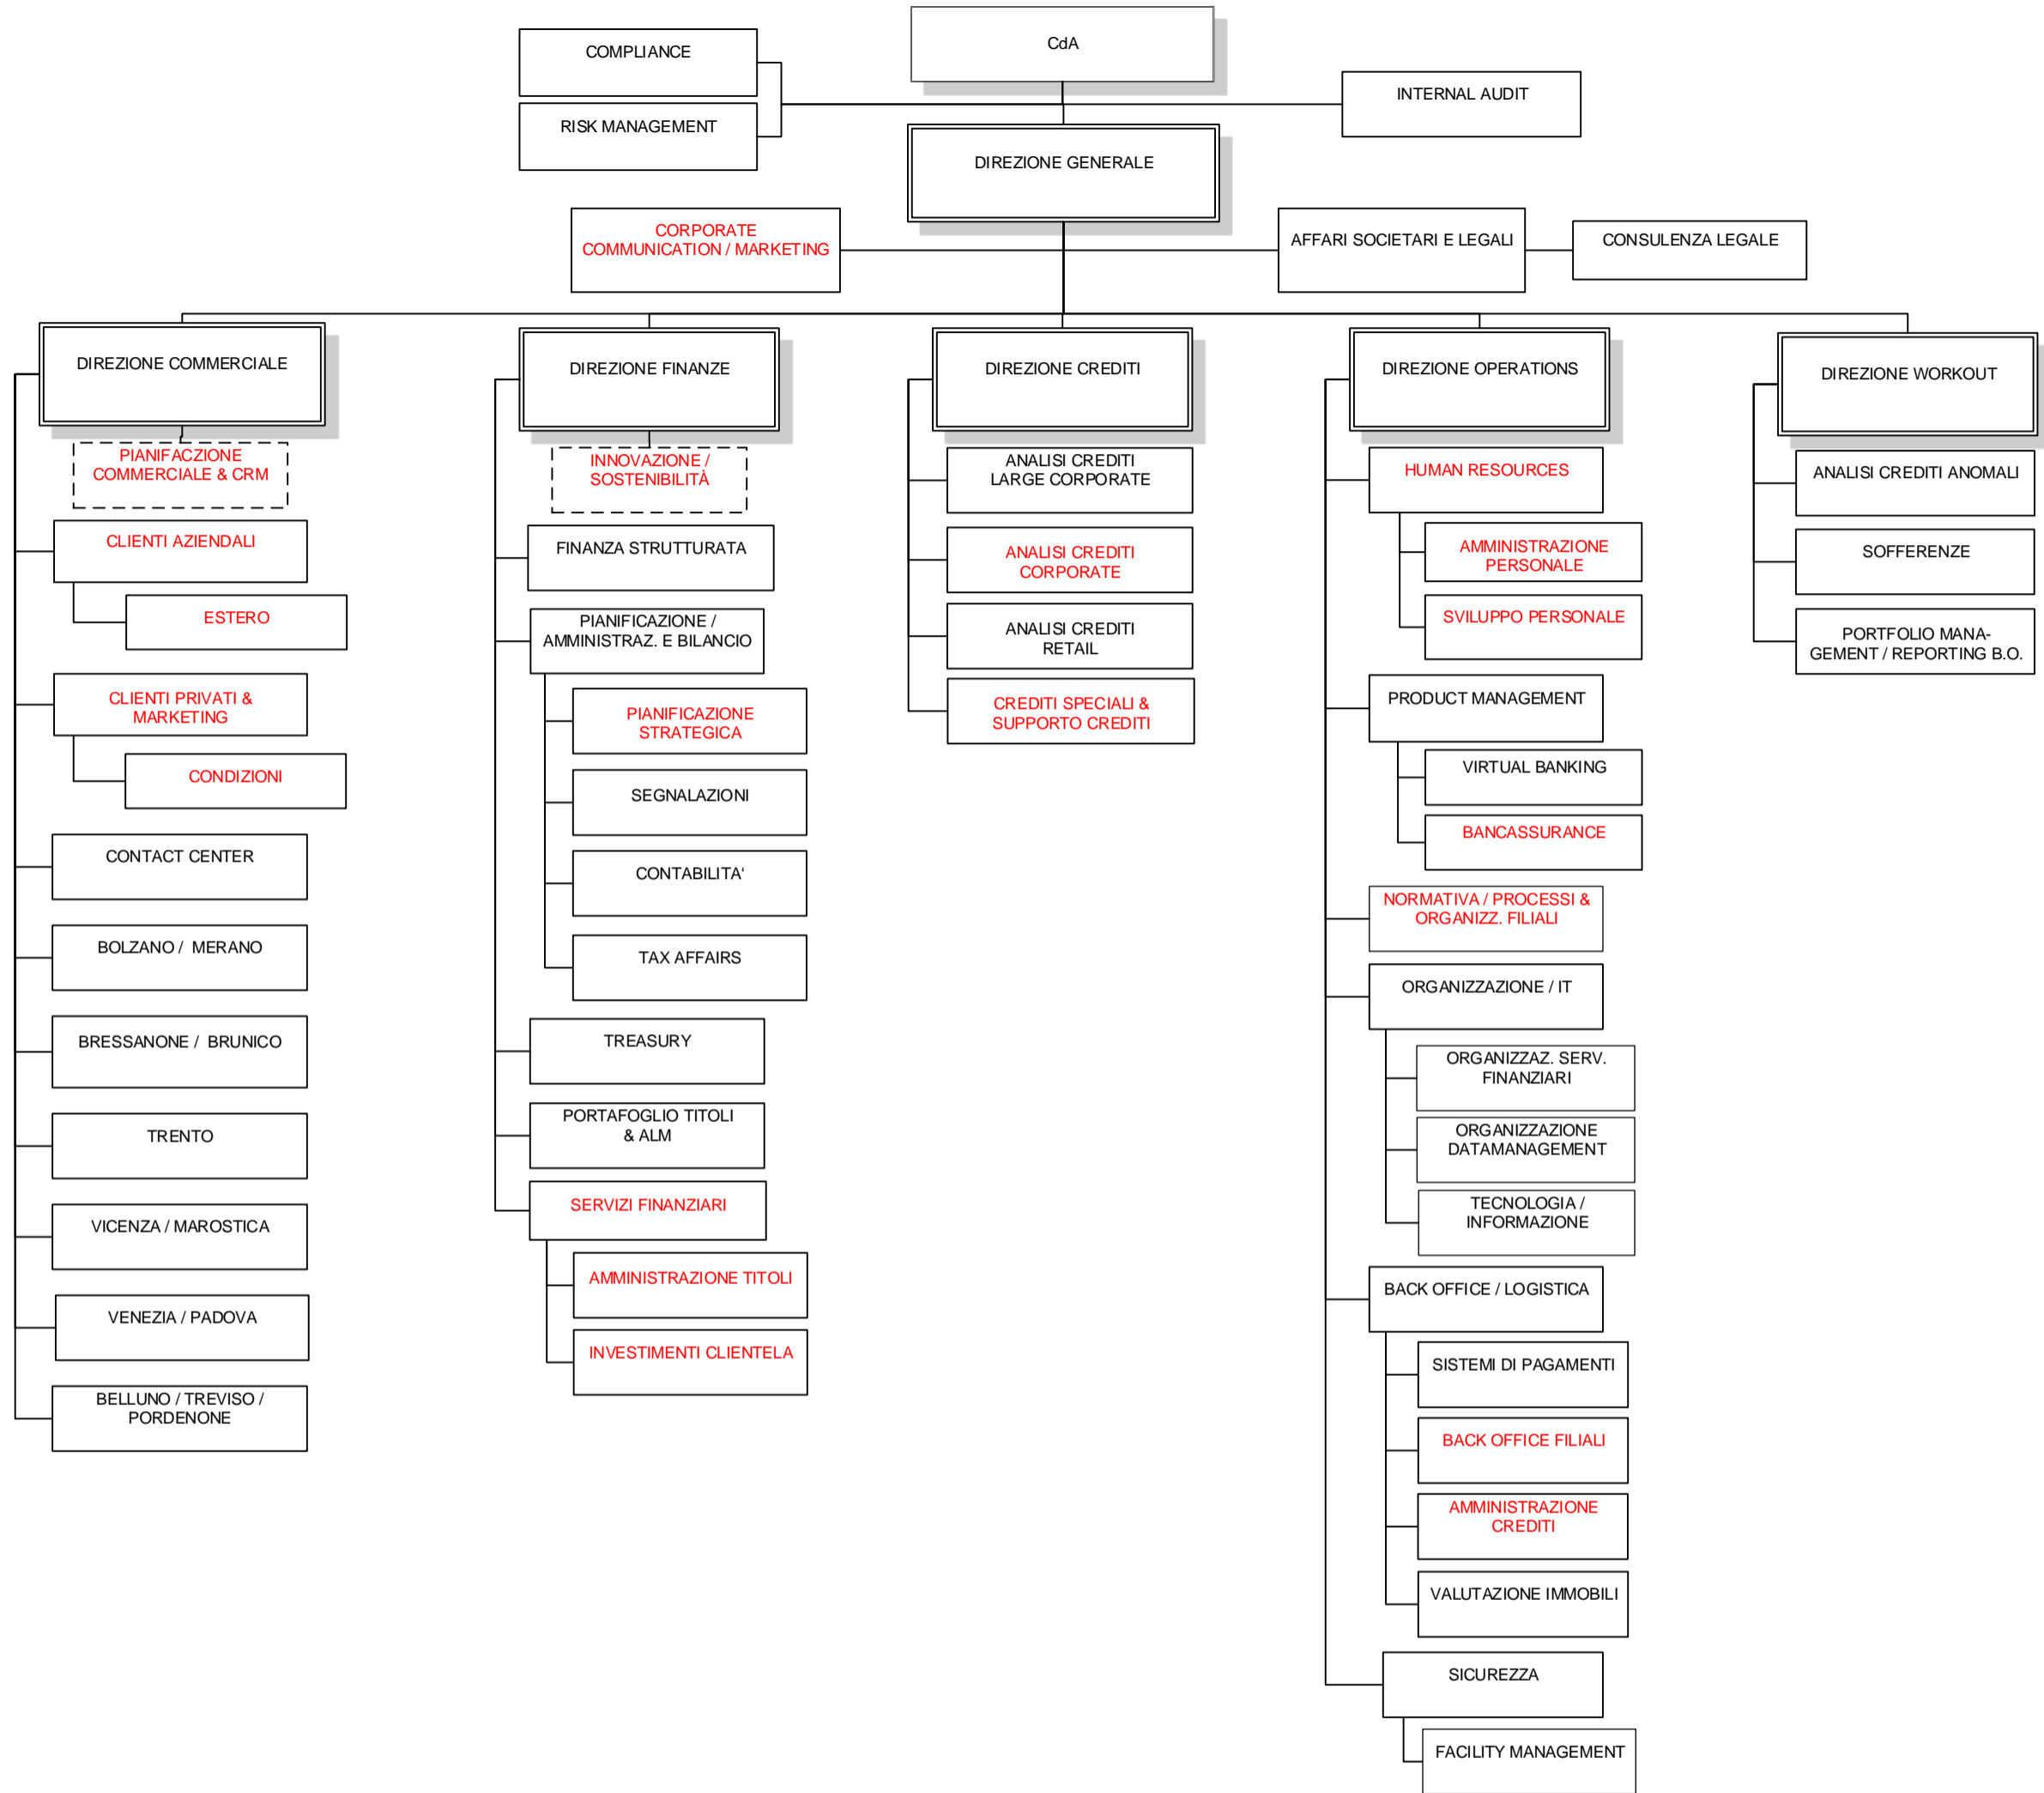 CdA
COMPLIANCE
RISK MANAGEMENT
INTERNAL AUDIT
DIREZIONE GENERALE
CORPORATE
COMMUNICATION / MARKETING
AFFARI SOCIETARI E LEGALI
CONSULENZA LEGALE
DIREZIONE COMMERCIALE
PIANIFACZIONE
COMMERCIALE & CRM
CLIENTI AZIENDALI
ESTERO
CLIENTI PRIVATI &
MARKETING
CONDIZIONI
CONTACT CENTER
BOLZANO / MERANO
BRESSANONE / BRUNICO
TRENTO
VICENZA / MAROSTICA
VENEZIA / PADOVA
BELLUNO / TREVISO /
PORDENONE
DIREZIONE FINANZE
INNOVAZIONE /
SOSTENIBILITÀ
FINANZA STRUTTURATA
PIANIFICAZIONE /
AMMINISTRAZ. E BILANCIO
PIANIFICAZIONE
STRATEGICA
SEGNALAZIONI
CONTABILITA‘
TAX AFFAIRS
TREASURY
PORTAFOGLIO TITOLI
& ALM
SERVIZI FINANZIARI
AMMINISTRAZIONE TITOLI
INVESTIMENTI CLIENTELA
DIREZIONE CREDITI
ANALISI CREDITI
LARGE CORPORATE
ANALISI CREDITI
CORPORATE
ANALISI CREDITI
RETAIL
CREDITI SPECIALI &
SUPPORTO CREDITI
DIREZIONE OPERATIONS
HUMAN RESOURCES
AMMINISTRAZIONE
PERSONALE
SVILUPPO PERSONALE
PRODUCT MANAGEMENT
VIRTUAL BANKING
BANCASSURANCE
NORMATIVA / PROCESSI &
ORGANIZZ. FILIALI
ORGANIZZAZIONE / IT
ORGANIZZAZ. SERV.
FINANZIARI
ORGANIZZAZIONE
DATAMANAGEMENT
TECNOLOGIA /
INFORMAZIONE
BACK OFFICE / LOGISTICA
SISTEMI DI PAGAMENTI
BACK OFFICE FILIALI
AMMINISTRAZIONE
CREDITI
VALUTAZIONE IMMOBILI
SICUREZZA
FACILITY MANAGEMENT
DIREZIONE WORKOUT
ANALISI CREDITI ANOMALI
SOFFERENZE
PORTFOLIO MANA-
GEMENT / REPORTING B.O.